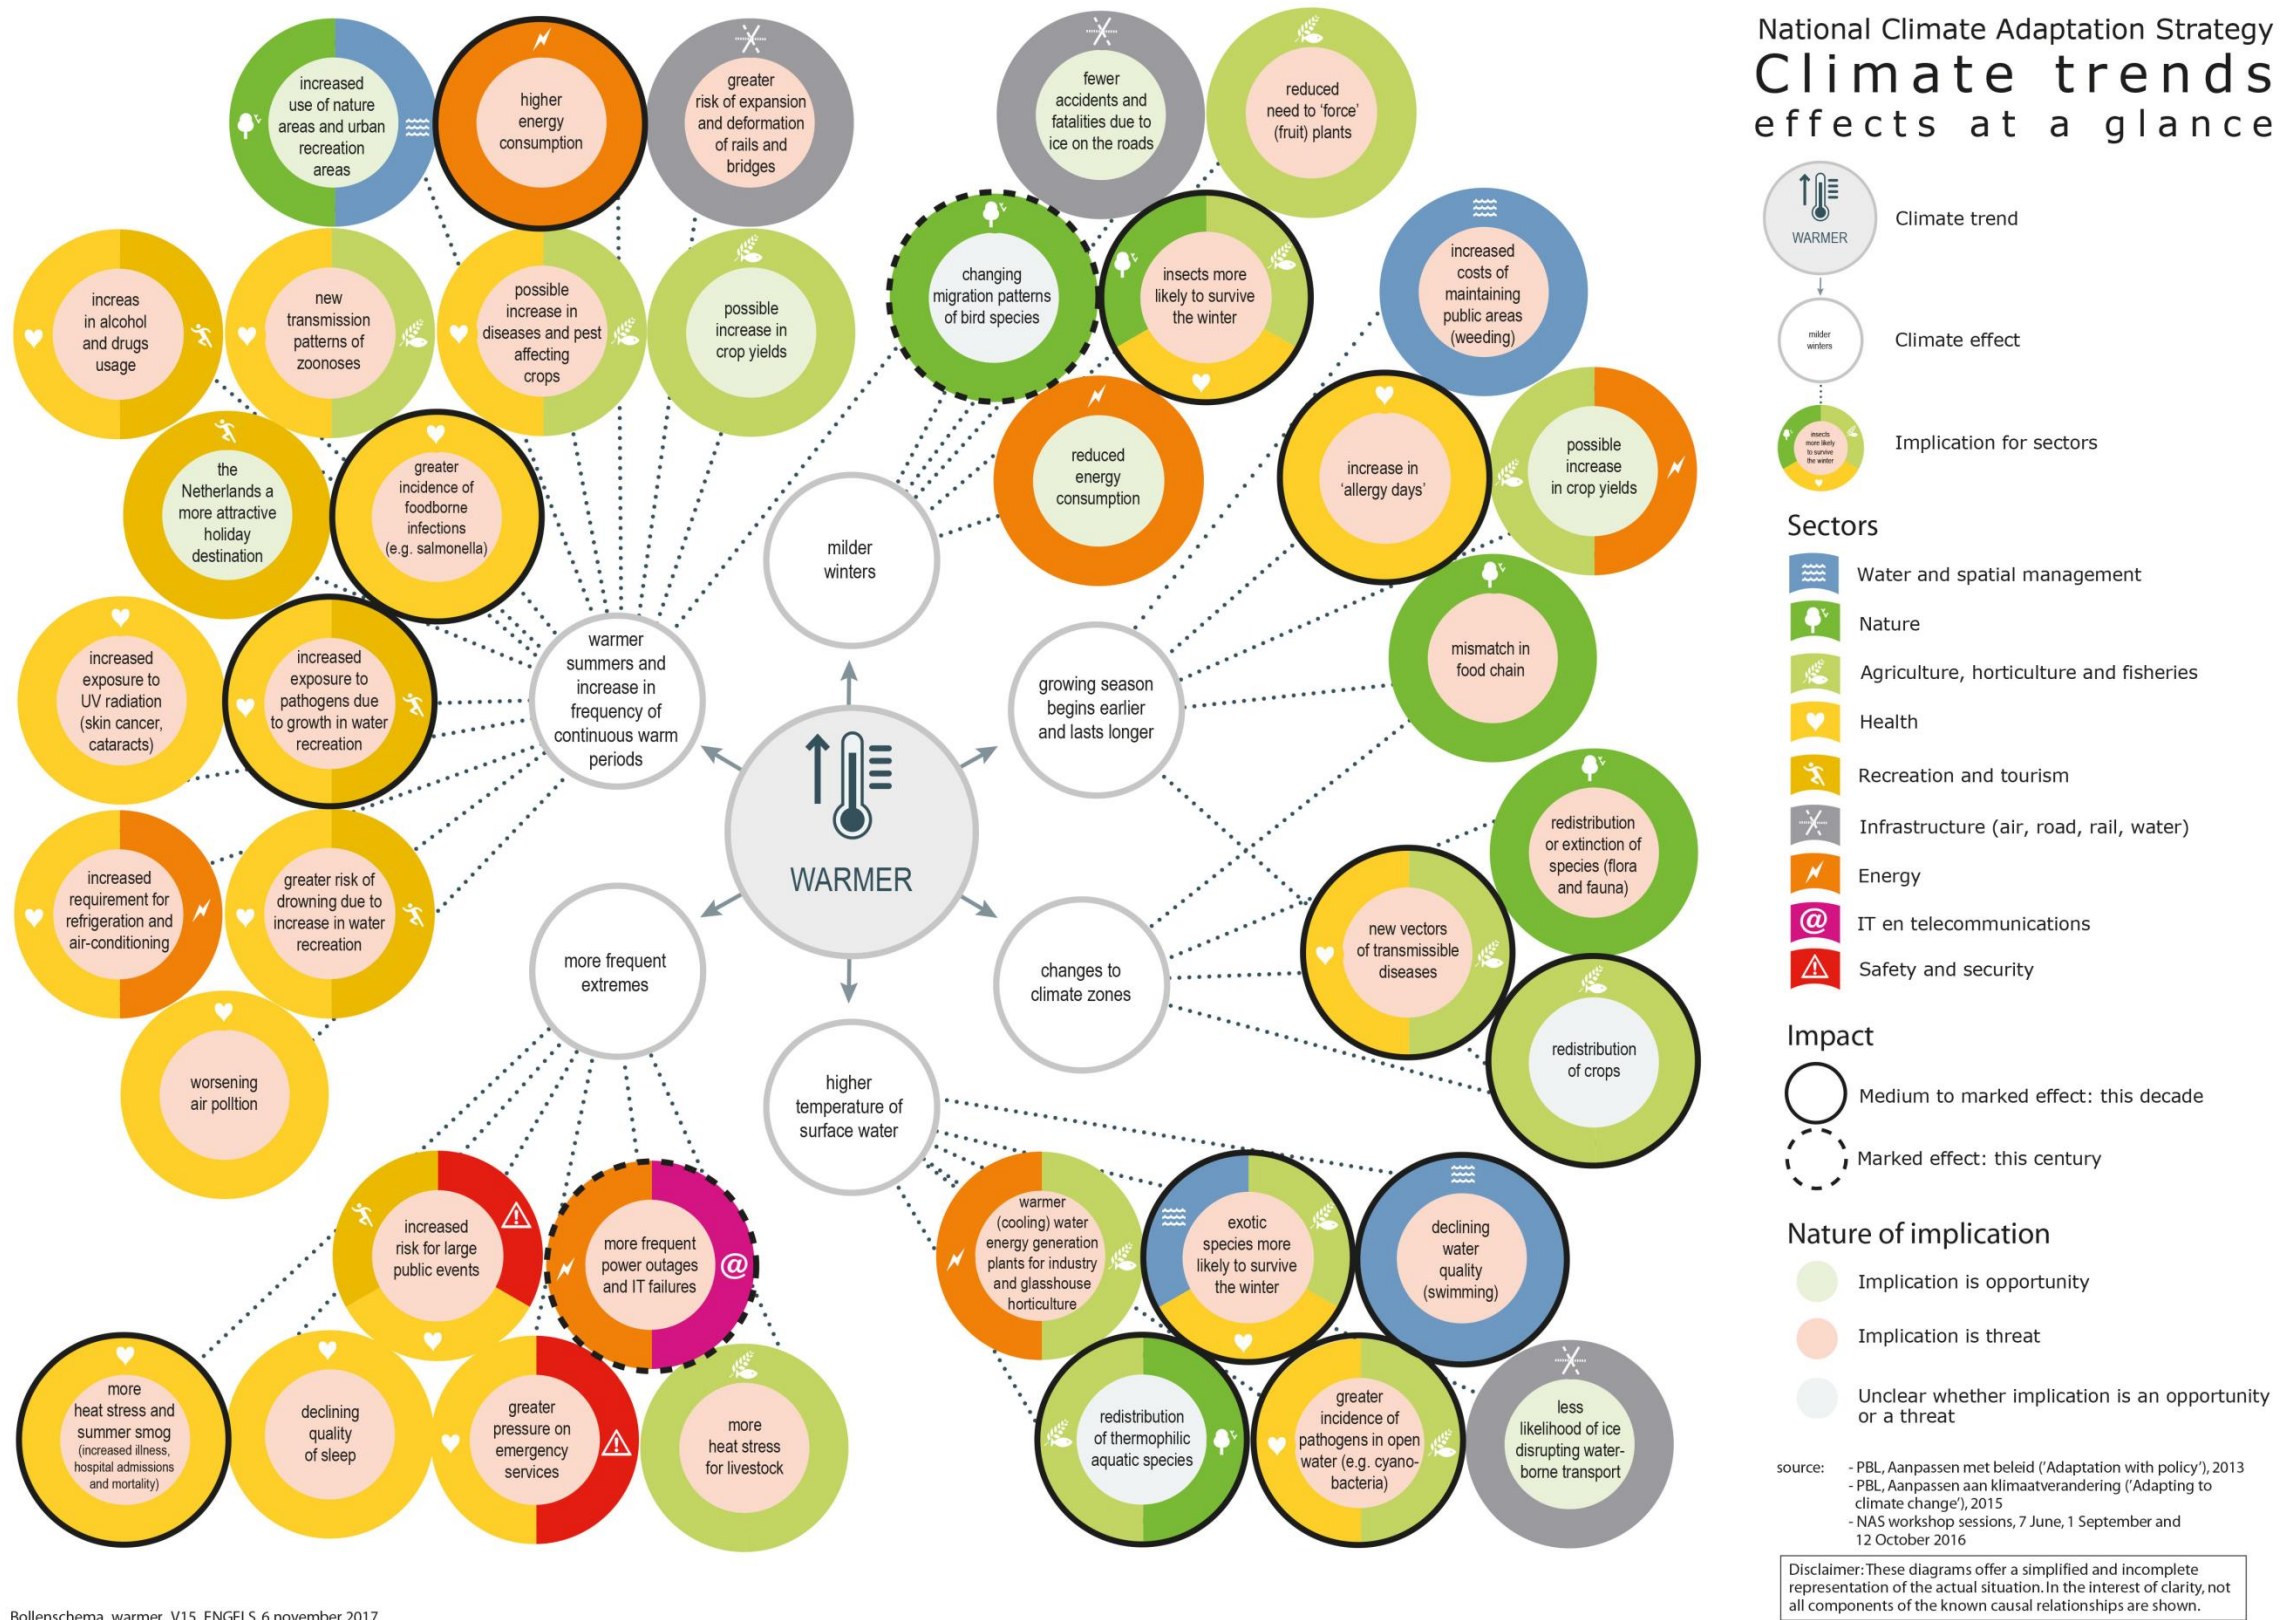 National Climate Adaptation Strategy
Climate trends
effects at a glance
increased
use of nature
areas and urban
recreation
areas
higher
energy
consumption
greater
risk of expansion
and deformation
of rails and
bridges
fewer
accidents and
fatalities due to
ice on the roads
reduced
need to ‘force’
(fruit) plants
increas
in alcohol
and drugs
usage
new
transmission
patterns of
zoonoses
possible
increase in
diseases and pest
affecting
crops
possible
increase in
crop yields
changing
migration patterns
of bird species
insects more
likely to survive
the winter
increased
costs of
maintaining
public areas
(weeding)
the
Netherlands a
more attractive
holiday
destination
greater
incidence of
foodborne
infections
(e.g. salmonella)
reduced
energy
consumption
increase in
‘allergy days’
possible
increase
in crop yields
milder
winters
increased
exposure to
UV radiation
(skin cancer,
cataracts)
increased
exposure to
pathogens due
to growth in water
recreation
warmer
summers and
increase in
frequency of
continuous warm
periods
growing season
begins earlier
and lasts longer
mismatch in
food chain
WARMER
increased
requirement for
refrigeration and
air-conditioning
greater risk of
drowning due to
increase in water
recreation
redistribution
or extinction of
species (flora
and fauna)
more frequent
extremes
changes to
climate zones
new vectors
of transmissible
diseases
worsening
air polltion
higher
temperature of
surface water
redistribution
of crops
increased
risk for large
public events
more frequent
power outages
and IT failures
warmer
(cooling) water
energy generation
plants for industry
and glasshouse
horticulture
exotic
species more
likely to survive
the winter
declining
water
quality
(swimming)
more
heat stress and
summer smog
(increased illness,
hospital admissions
and mortality)
declining
quality
of sleep
greater
pressure on
emergency
services
more
heat stress
for livestock
redistribution
of thermophilic
aquatic species
greater
incidence of
pathogens in open
water (e.g. cyano-
bacteria)
less
likelihood of ice
disrupting water-
borne transport
WARMER
Climate trend
milder
winters
Climate effect
insects
more likely
to survive
the winter
Implication for sectors
Sectors
Water and spatial management
Nature
Agriculture, horticulture and fisheries
Health
Recreation and tourism
Infrastructure (air, road, rail, water)
Energy
@
IT en telecommunications
Safety and security
Impact
Medium to marked effect: this decade
Marked effect: this century
Nature of implication
Implication is opportunity
Implication is threat
Unclear whether implication is an opportunity
or a threat
source:
- PBL, Aanpassen met beleid (‘Adaptation with policy’), 2013
- PBL, Aanpassen aan klimaatverandering (‘Adapting to
climate change’), 2015
- NAS workshop sessions, 7 June, 1 September and
12 October 2016
Disclaimer: These diagrams offer a simplified and incomplete
representation of the actual situation. In the interest of clarity, not
all components of the known causal relationships are shown.
@
Bollenschema_warmer_V15_ENGELS_6 november 2017